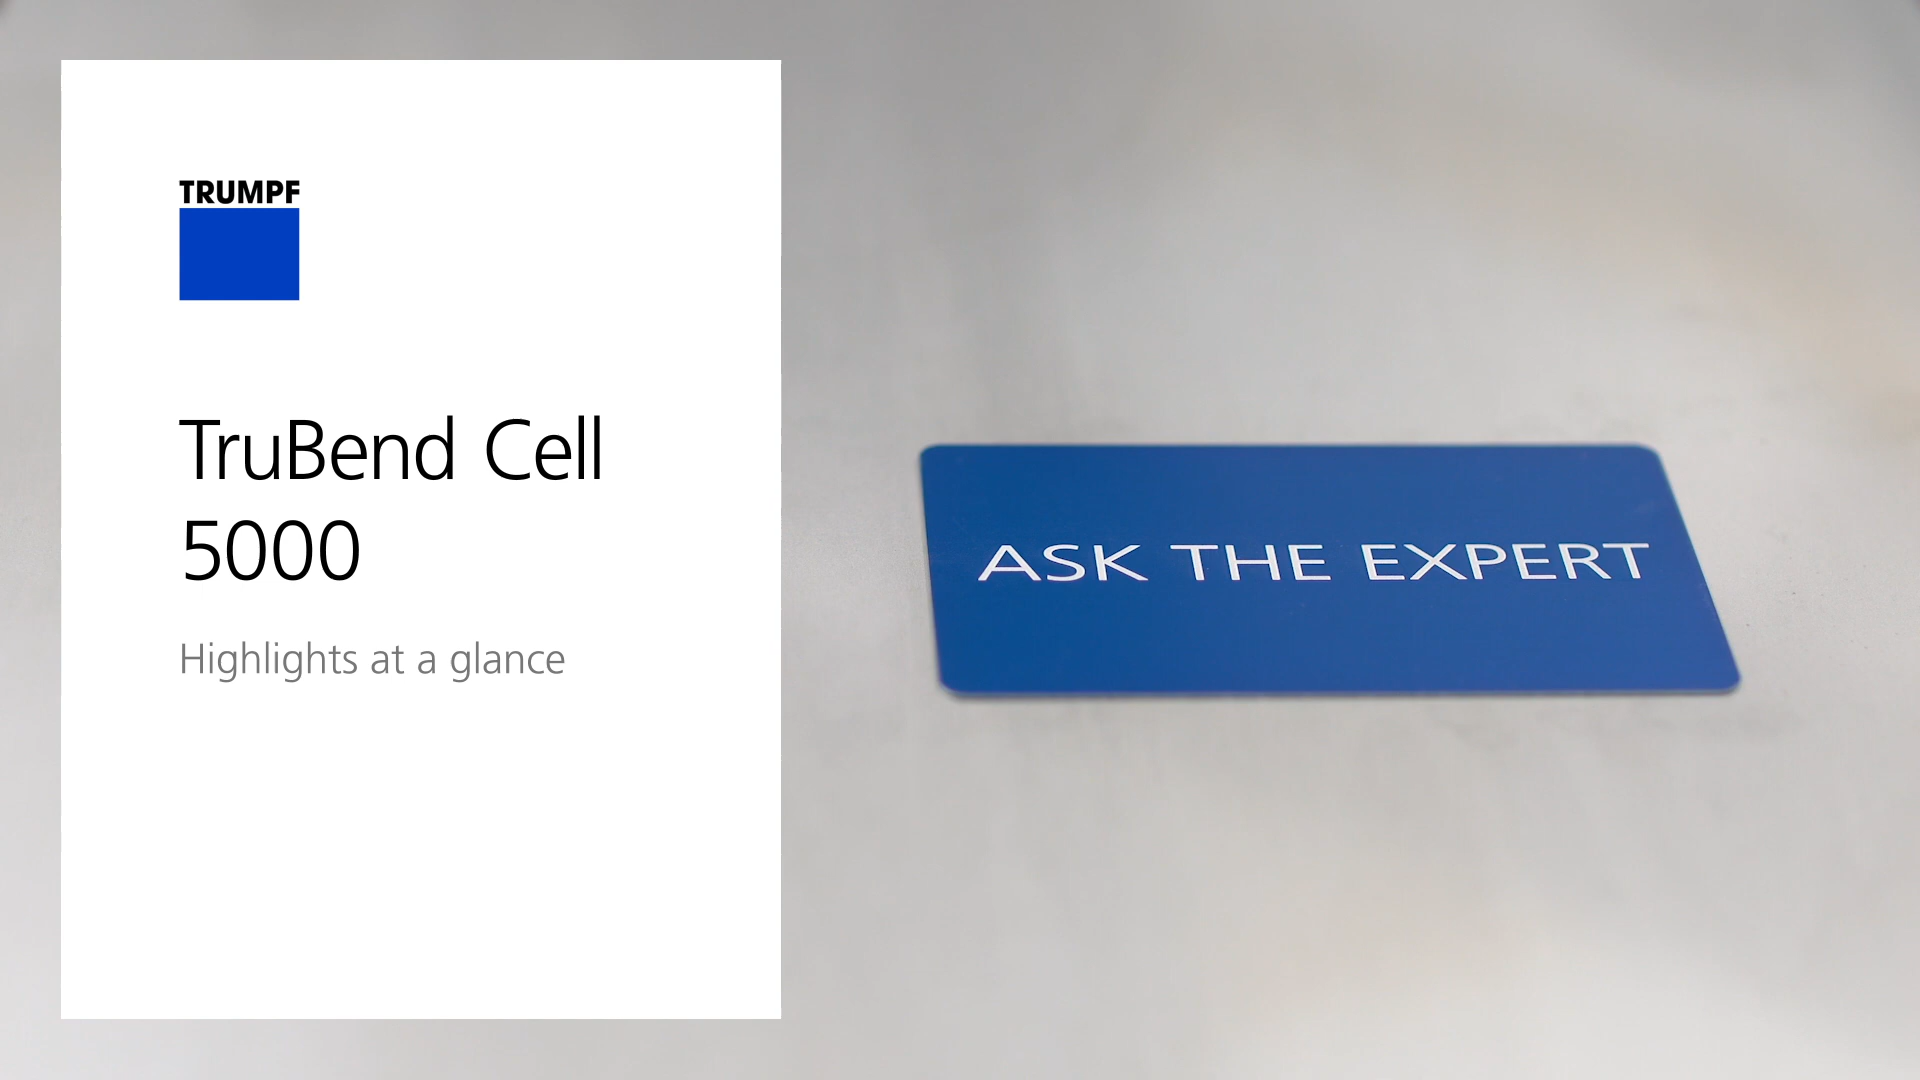 TRUMPF
TruBend Cell
5000
Highlights at a glance
ASK THE EXPERT